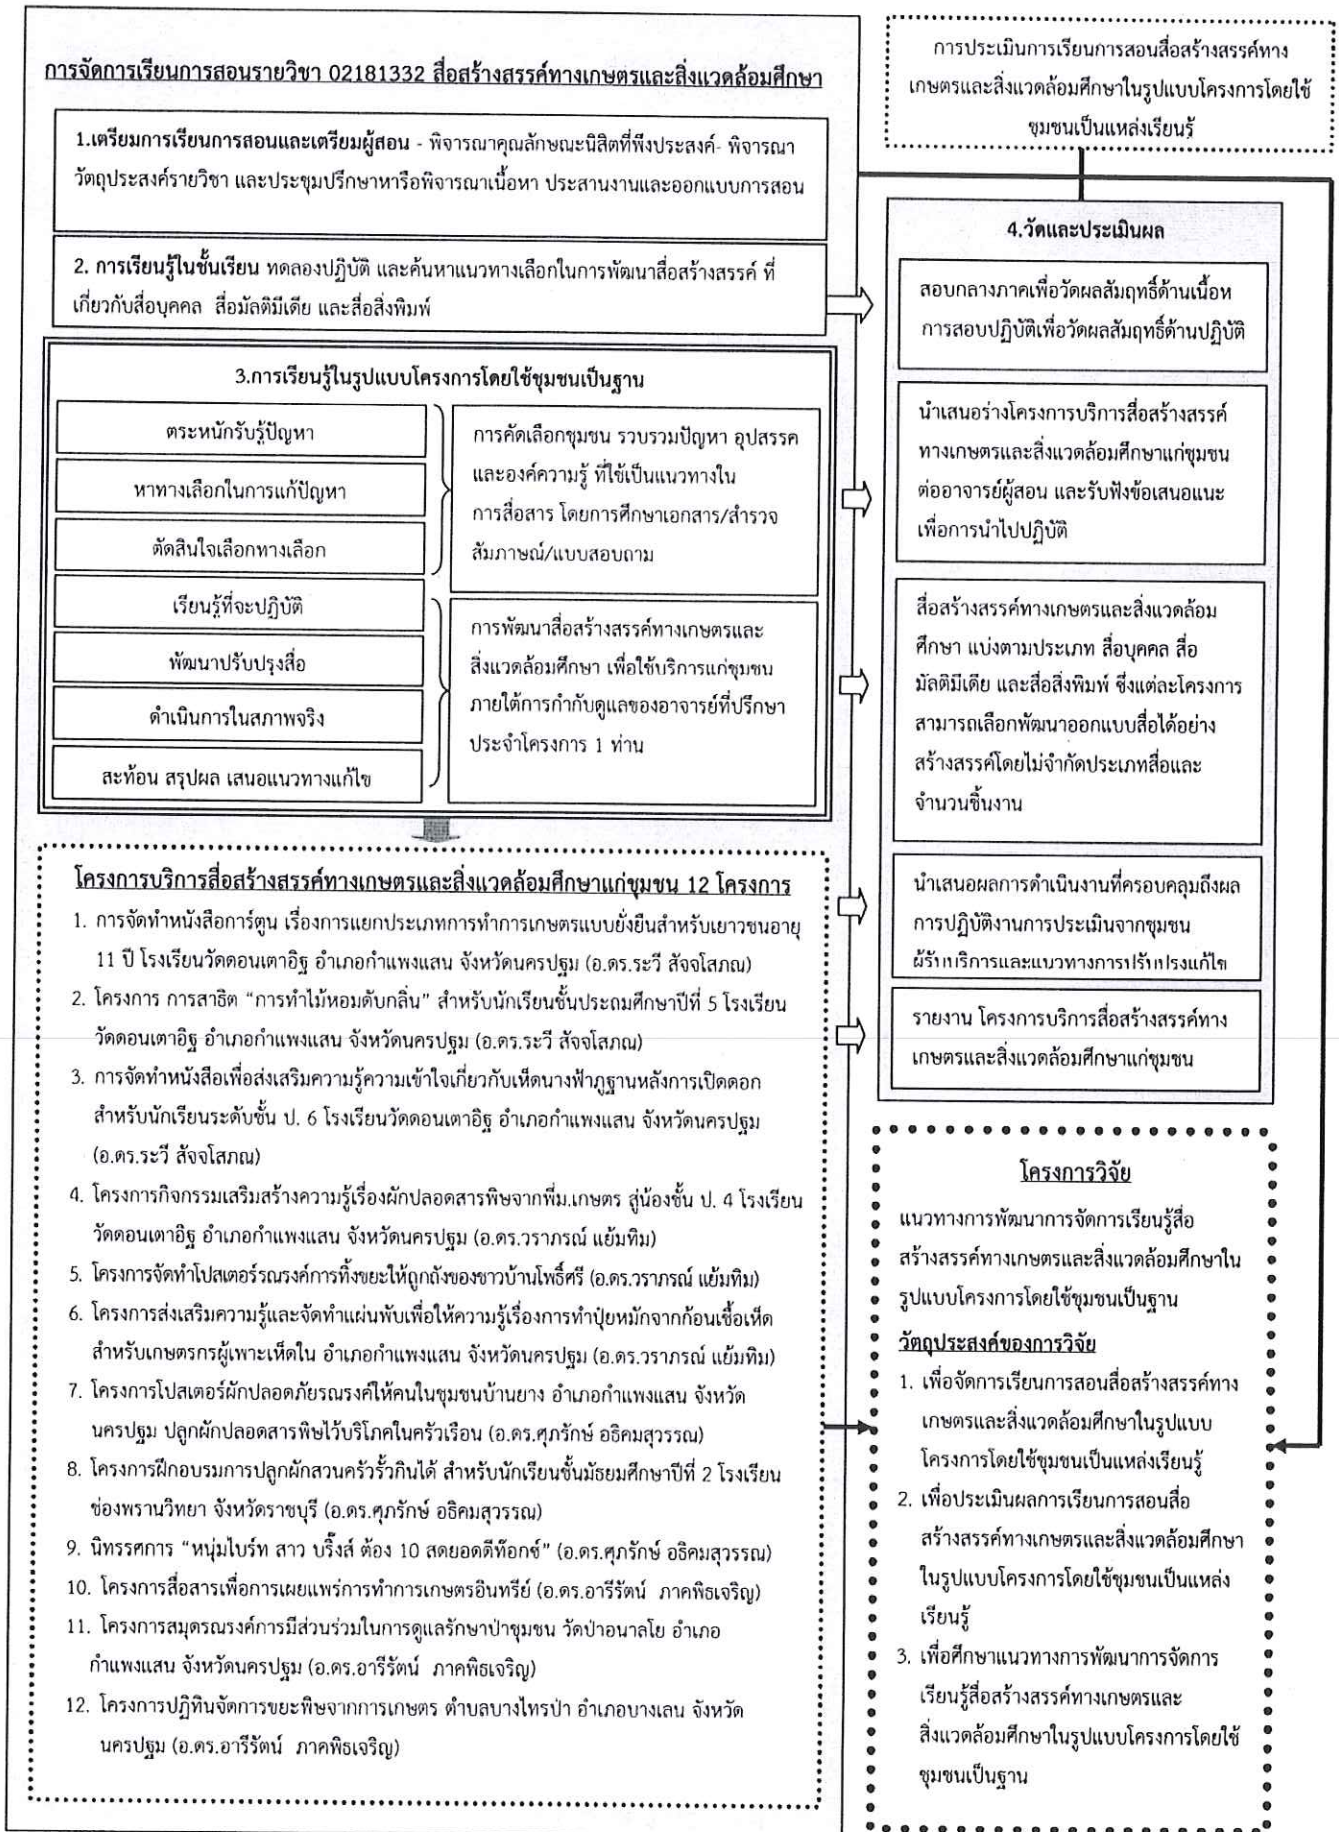 การจัดการเรียนการสอนรายวิชา 02181332 สื่อสร้างสรรค์ทางเกษตรและสิ่งแวดล้อมศึกษา
1.เตรียมการเรียนการสอนและเตรียมผู้สอน - พิจารณาคุณลักษณะนิสิตที่พึงประสงค์- พิจารณา
วัตถุประสงค์รายวิชา และประชุมปรึกษาหารือพิจารณาเนื้อหา ประสานงานและออกแบบการสอน
2. การเรียนรู้ในชั้นเรียน ทดลองปฏิบัติ และค้นหาแนวทางเลือกในการพัฒนาสื่อสร้างสรรค์ ที่
เกี่ยวกับสื่อบุคคล สื่อมัลติมีเดีย และสื่อสิ่งพิมพ์
3.การเรียนรู้ในรูปแบบโครงการโดยใช้ชุมชนเป็นฐาน
ตระหนักรับรู้ปัญหา
หาทางเลือกในการแก้ปัญหา
ตัดสินใจเลือกทางเลือก
เรียนรู้ที่จะปฏิบัติ
พัฒนาปรับปรุงสื่อ
ดำเนินการในสภาพจริง
สะท้อน สรุปผล เสนอแนวทางแก้ไข
การคัดเลือกชุมชน รวบรวมปัญหา อุปสรรค
และองค์ความรู้ ที่ใช้เป็นแนวทางใน
การสื่อสาร โดยการศึกษาเอกสาร/สำรวจ
สัมภาษณ์/แบบสอบถาม
การพัฒนาสื่อสร้างสรรค์ทางเกษตรและ
สิ่งแวดล้อมศึกษา เพื่อใช้บริการแก่ชุมชน
ภายใต้การกำกับดูแลของอาจารย์ที่ปรึกษา
ประจำโครงการ 1 ท่าน
โครงการบริการสื่อสร้างสรรค์ทางเกษตรและสิ่งแวดล้อมศึกษาแก่ชุมชน 12 โครงการ
1. การจัดทำหนังสือการ์ตูน เรื่องการแยกประเภทการทำการเกษตรแบบยั่งยืนสำหรับเยาวชนอายุ
11 ปี โรงเรียนวัดดอนเตาอิฐ อำเภอกำแพงแสน จังหวัดนครปฐม (อ.ดร.ระวี สัจจโสภณ)
2. โครงการ การสาธิต “การทำไม้หอมดับกลิ่น” สำหรับนักเรียนชั้นประถมศึกษาปีที่ 5 โรงเรียน
วัดดอนเตาอิฐ อำเภอกำแพงแสน จังหวัดนครปฐม (อ.ดร.ระวี สัจจโสภณ)
3. การจัดทำหนังสือเพื่อส่งเสริมความรู้ความเข้าใจเกี่ยวกับเห็ดนางฟ้าภูฐานหลังการเปิดดอก
สำหรับนักเรียนระดับชั้น ป. 6 โรงเรียนวัดดอนเตาอิฐ อำเภอกำแพงแสน จังหวัดนครปฐม
(อ.ดร.ระวี สัจจโสภณ)
4. โครงการกิจกรรมเสริมสร้างความรู้เรื่องผักปลอดสารพิษจากพี่ม.เกษตร สู่น้องชั้น ป. 4 โรงเรียน
วัดดอนเตาอิฐ อำเภอกำแพงแสน จังหวัดนครปฐม (อ.ดร.วราภรณ์ แย้มทิม)
5. โครงการจัดทำโปสเตอร์รณรงค์การทิ้งขยะให้ถูกถังของชาวบ้านโพธิ์ศรี (อ.ดร.วราภรณ์ แย้มทิม)
6. โครงการส่งเสริมความรู้และจัดทำแผ่นพับเพื่อให้ความรู้เรื่องการทำปุ๋ยหมักจากก้อนเชื้อเห็ด
สำหรับเกษตรกรผู้เพาะเห็ดใน อำเภอกำแพงแสน จังหวัดนครปฐม (อ.ดร.วราภรณ์ แย้มทิม)
7. โครงการโปสเตอร์ผักปลอดภัยรณรงค์ให้คนในชุมชนบ้านยาง อำเภอกำแพงแสน จังหวัด
นครปฐม ปลูกผักปลอดสารพิษไว้บริโภคในครัวเรือน (อ.ดร.ศุภรักษ์ อธิคมสุวรรณ)
8. โครงการฝึกอบรมการปลูกผักสวนครัวรั้วกินได้ สำหรับนักเรียนชั้นมัธยมศึกษาปีที่ 2 โรงเรียน
ช่องพรานวิทยา จังหวัดราชบุรี (อ.ดร.ศุภรักษ์ อธิคมสุวรรณ)
9. นิทรรศการ “หนุ่มไบร์ท สาว บริ๊งส์ ต้อง 10 สดยอดดีท๊อกซ์” (อ.ดร.ศุภรักษ์ อธิคมสุวรรณ)
10. โครงการสื่อสารเพื่อการเผยแพร่การทำการเกษตรอินทรีย์ (อ.ดร.อารีรัตน์ ภาคพิธเจริญ)
11. โครงการสมุดรณรงค์การมีส่วนร่วมในการดูแลรักษาป่าชุมชน วัดป่าอนาลโย อำเภอ
กำแพงแสน จังหวัดนครปฐม (อ.ดร.อารีรัตน์ ภาคพิธเจริญ)
12. โครงการปฏิทินจัดการขยะพิษจากการเกษตร ตำบลบางไทรป่า อำเภอบางเลน จังหวัด
นครปฐม (อ.ดร.อารีรัตน์ ภาคพิธเจริญ)
การประเมินการเรียนการสอนสื่อสร้างสรรค์ทาง
เกษตรและสิ่งแวดล้อมศึกษาในรูปแบบโครงการโดยใช้
ชุมชนเป็นแหล่งเรียนรู้
4.วัดและประเมินผล
สอบกลางภาคเพื่อวัดผลสัมฤทธิ์ด้านเนื้อห
การสอบปฏิบัติเพื่อวัดผลสัมฤทธิ์ด้านปฏิบัติ
นำเสนอร่างโครงการบริการสื่อสร้างสรรค์
ทางเกษตรและสิ่งแวดล้อมศึกษาแก่ชุมชน
ต่ออาจารย์ผู้สอน และรับฟังข้อเสนอแนะ
เพื่อการนำไปปฏิบัติ
สื่อสร้างสรรค์ทางเกษตรและสิ่งแวดล้อม
ศึกษา แบ่งตามประเภท สื่อบุคคล สื่อ
มัลติมีเดีย และสื่อสิ่งพิมพ์ ซึ่งแต่ละโครงการ
สามารถเลือกพัฒนาออกแบบสื่อได้อย่าง
สร้างสรรค์โดยไม่จำกัดประเภทสื่อและ
จำนวนชิ้นงาน
นำเสนอผลการดำเนินงานที่ครอบคลุมถึงผล
การปฏิบัติงานการประเมินจากชุมชน
ผู้รับบริการและแนวทางการปรับปรุงแก้ไข
รายงาน โครงการบริการสื่อสร้างสรรค์ทาง
เกษตรและสิ่งแวดล้อมศึกษาแก่ชุมชน
โครงการวิจัย
แนวทางการพัฒนาการจัดการเรียนรู้สื่อ
สร้างสรรค์ทางเกษตรและสิ่งแวดล้อมศึกษาใน
รูปแบบโครงการโดยใช้ชุมชนเป็นฐาน
วัตถุประสงค์ของการวิจัย
1. เพื่อจัดการเรียนการสอนสื่อสร้างสรรค์ทาง
เกษตรและสิ่งแวดล้อมศึกษาในรูปแบบ
โครงการโดยใช้ชุมชนเป็นแหล่งเรียนรู้
2. เพื่อประเมินผลการเรียนการสอนสื่อ
สร้างสรรค์ทางเกษตรและสิ่งแวดล้อมศึกษา
ในรูปแบบโครงการโดยใช้ชุมชนเป็นแหล่ง
เรียนรู้
3. เพื่อศึกษาแนวทางการพัฒนาการจัดการ
เรียนรู้สื่อสร้างสรรค์ทางเกษตรและ
สิ่งแวดล้อมศึกษาในรูปแบบโครงการโดยใช้
ชุมชนเป็นฐาน